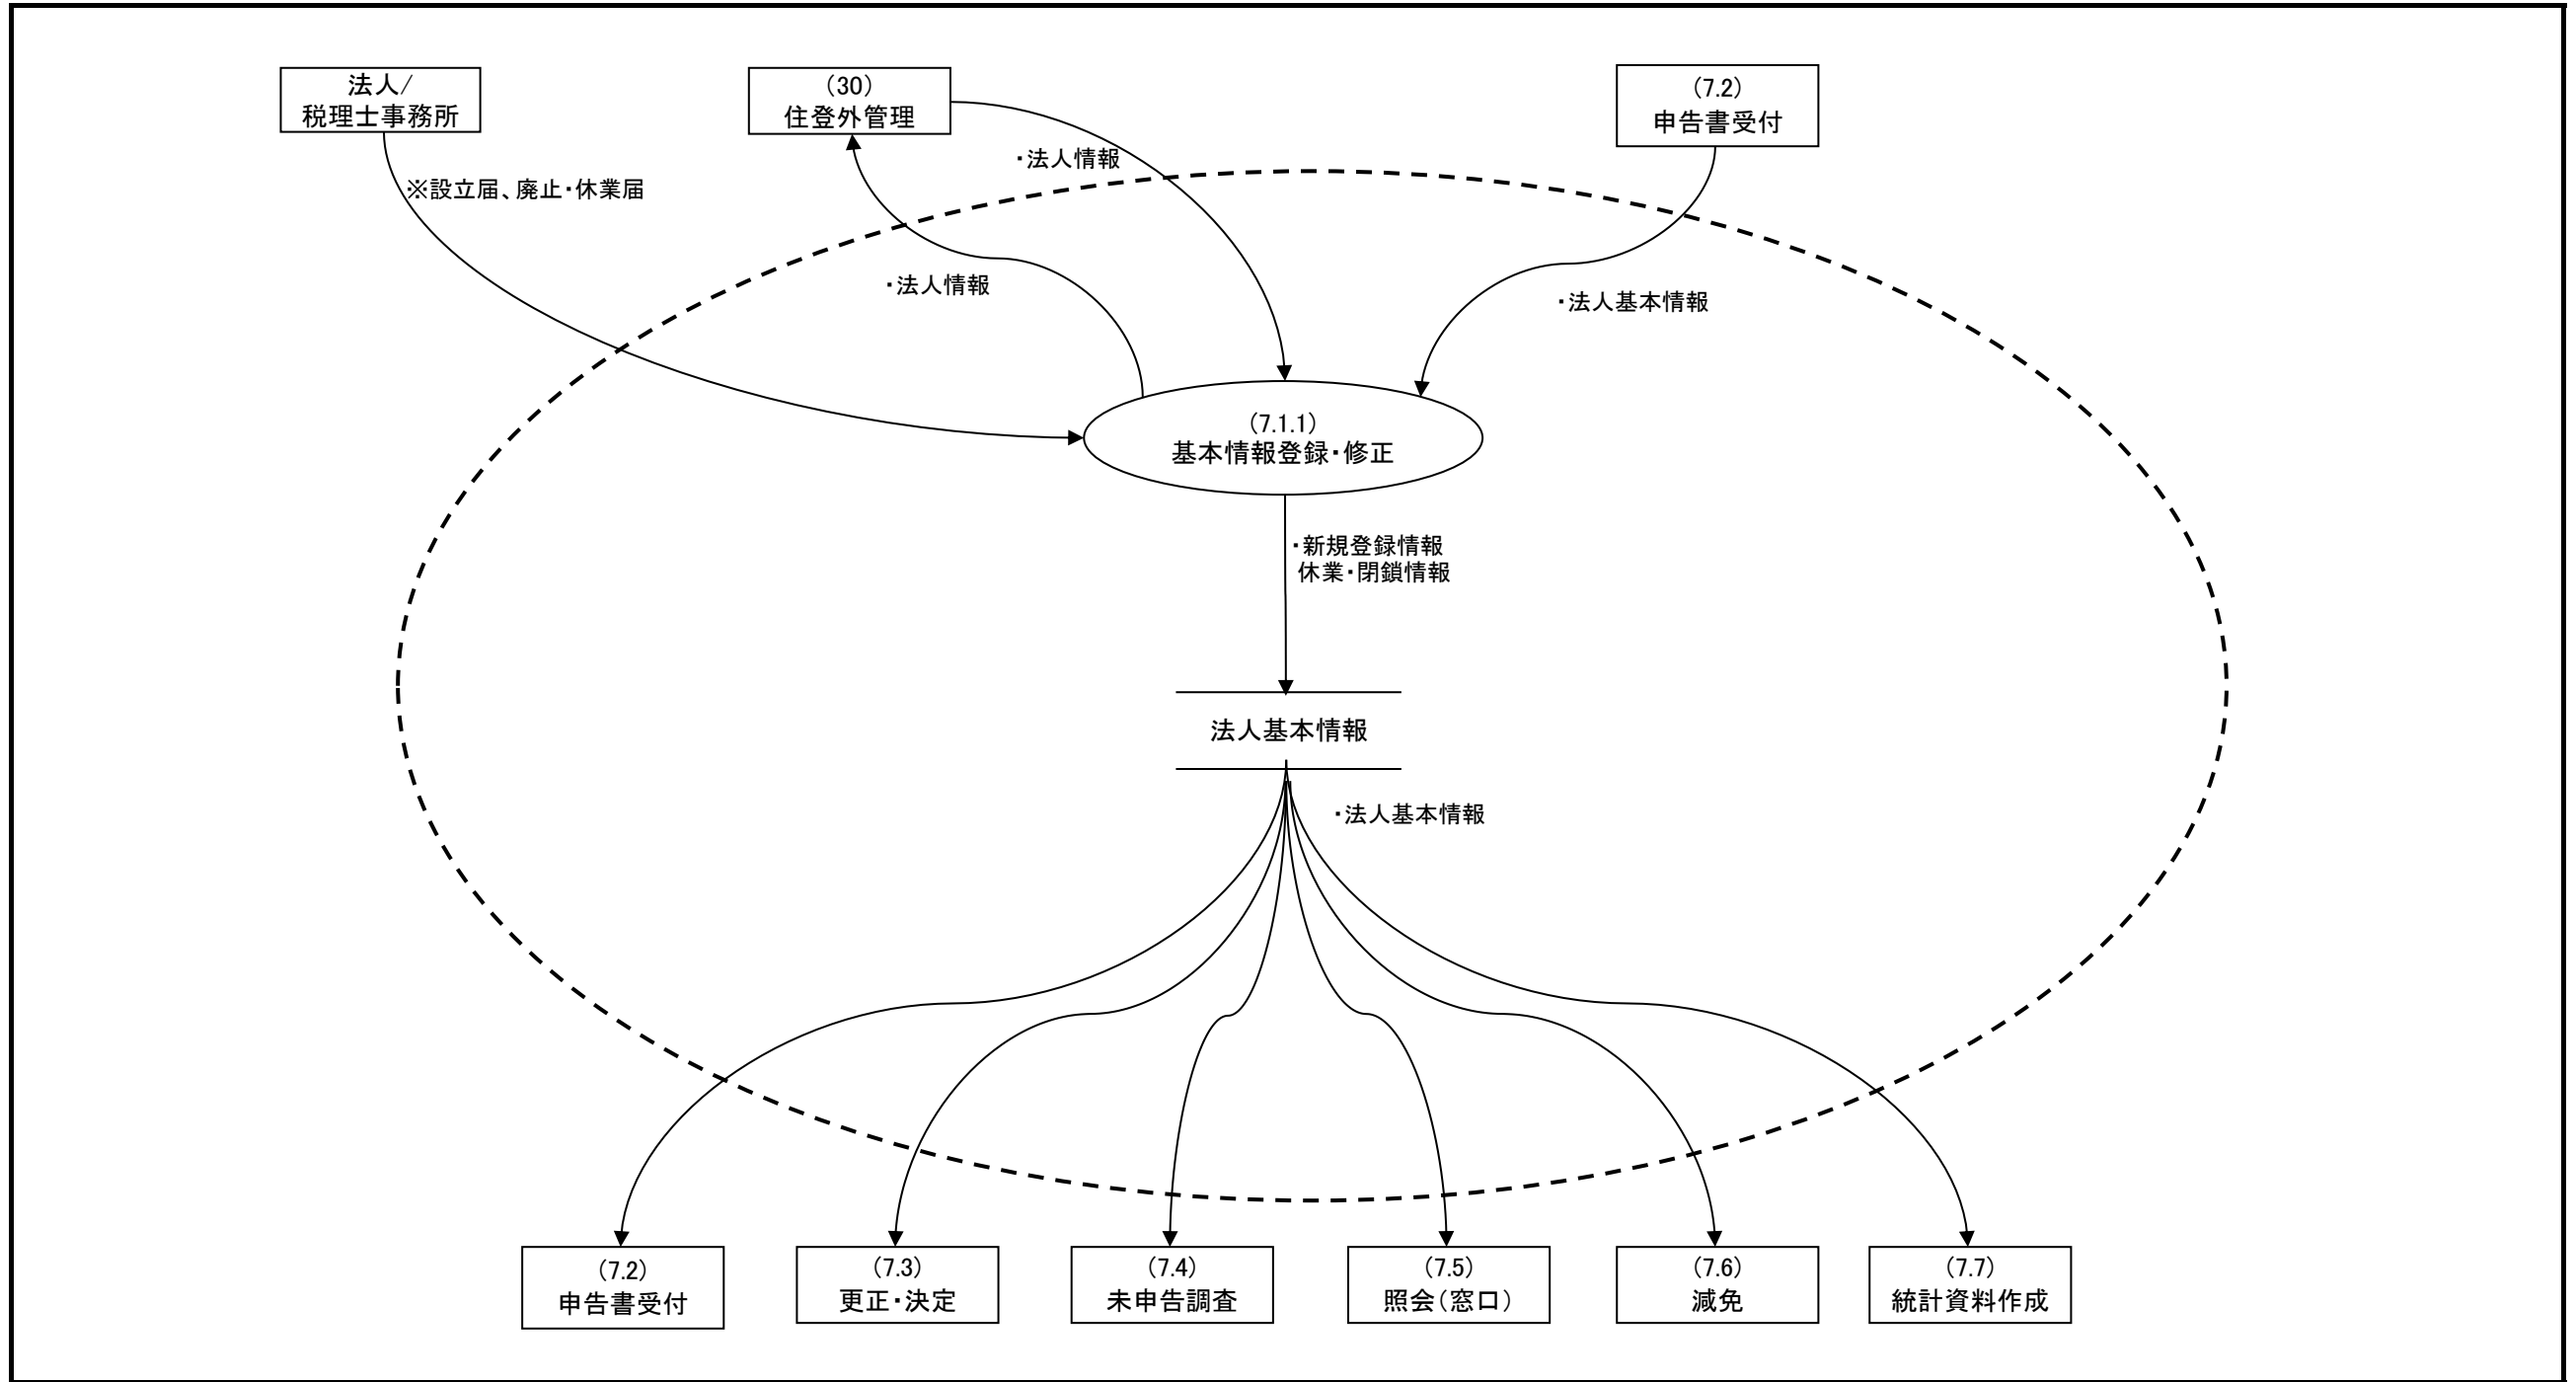 法人/
税理士事務所
(30)
住登外管理
(7.2)
申告書受付
・法人情報
※設立届、廃止・休業届
・法人情報
・法人基本情報
(7.1.1)
基本情報登録・修正
・新規登録情報
休業・閉鎖情報
法人基本情報
・法人基本情報
(7.2)
申告書受付
(7.3)
更正・決定
(7.4)
未申告調査
(7.5)
照会(窓口)
(7.6)
減免
(7.7)
統計資料作成